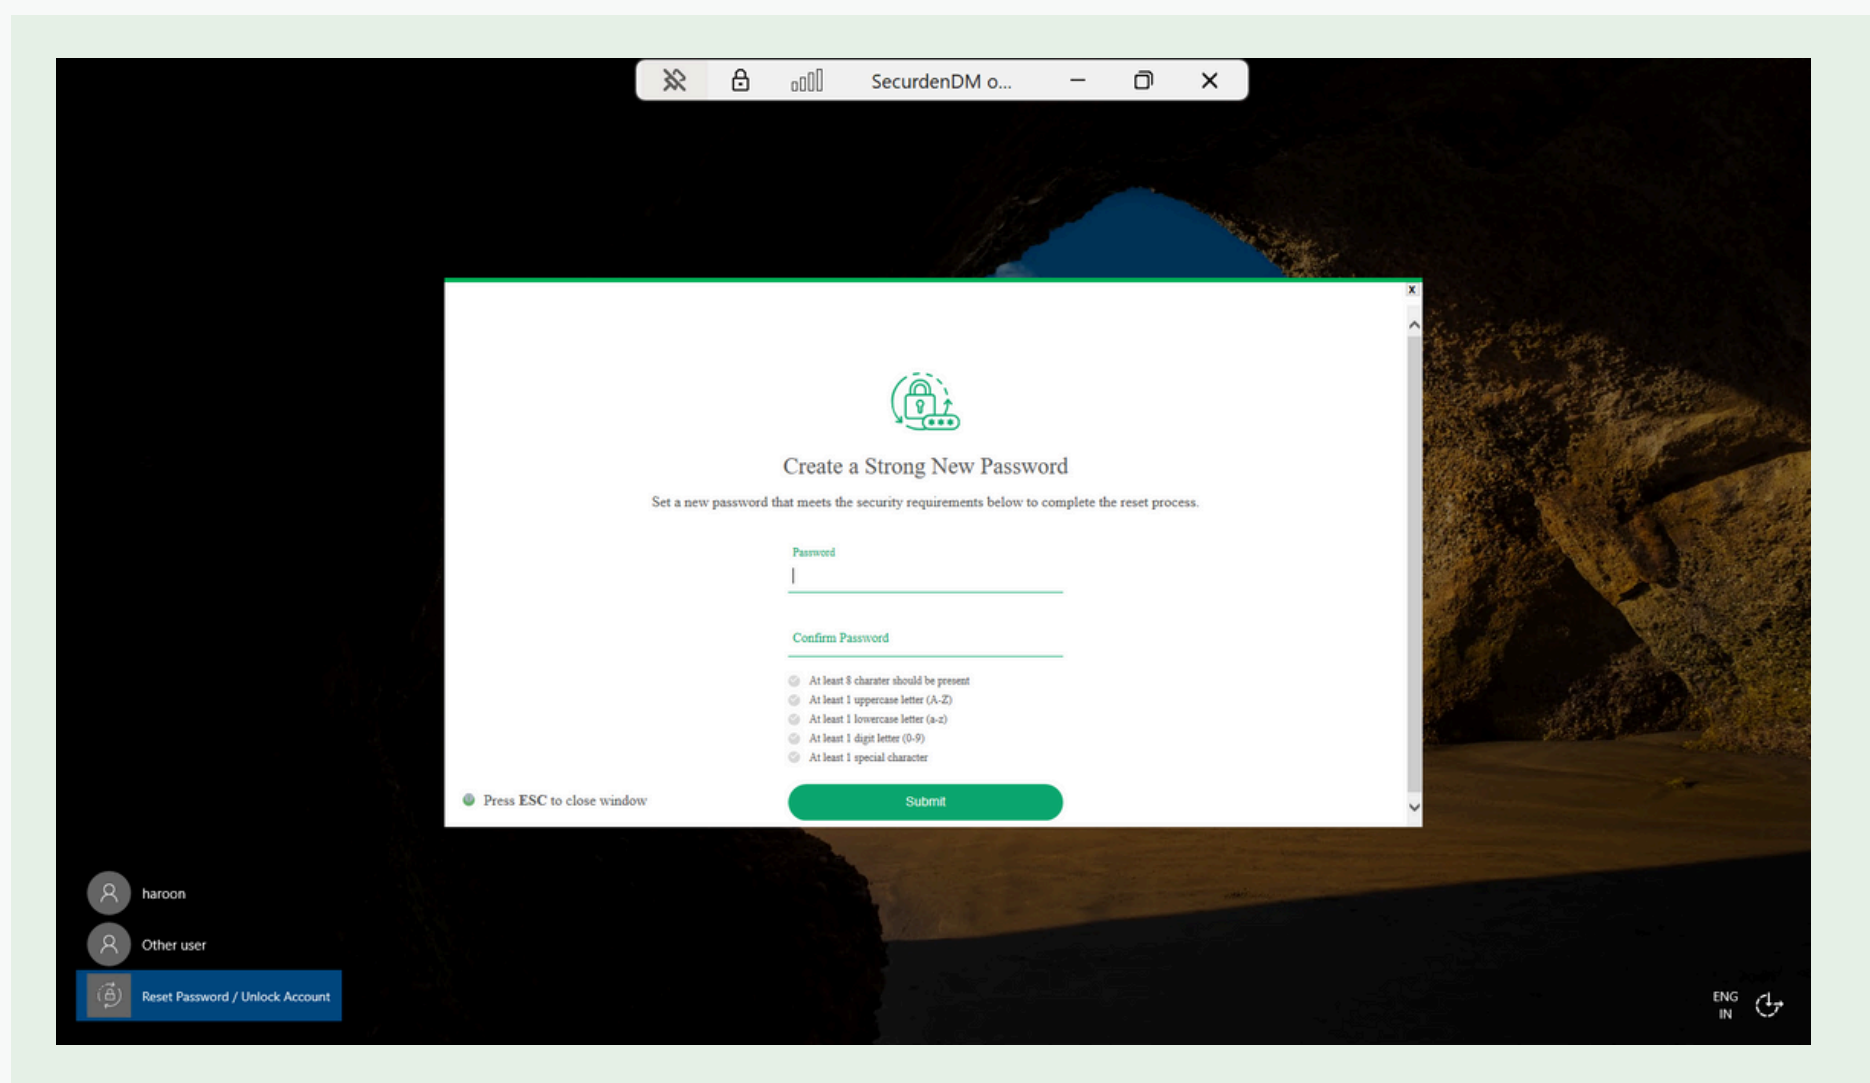 SecurdenDM o...
x
Create a Strong New Password
Set a new password that meets the security requirements below to complete the reset process.
Password
Confirm Password
At least 8 charater should be present
At least 1 uppercase letter (A-Z)
At least 1 lowercase letter (a-z)
At least 1 digit letter (0-9)
At least 1 special character
Press ESC to close window
Submit
haroon
Other user
Reset Password / Unlock Account
ENG
IN